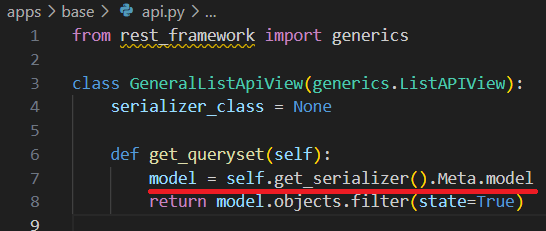 apps > base > api.py > ...
1 from rest_framework import generics
2
3 class GeneralListApiView(generics.ListAPIView):
4     serializer_class = None
5
6     def get_queryset(self):
7         model = self.get_serializer().Meta.model
8         return model.objects.filter(state=True)
9